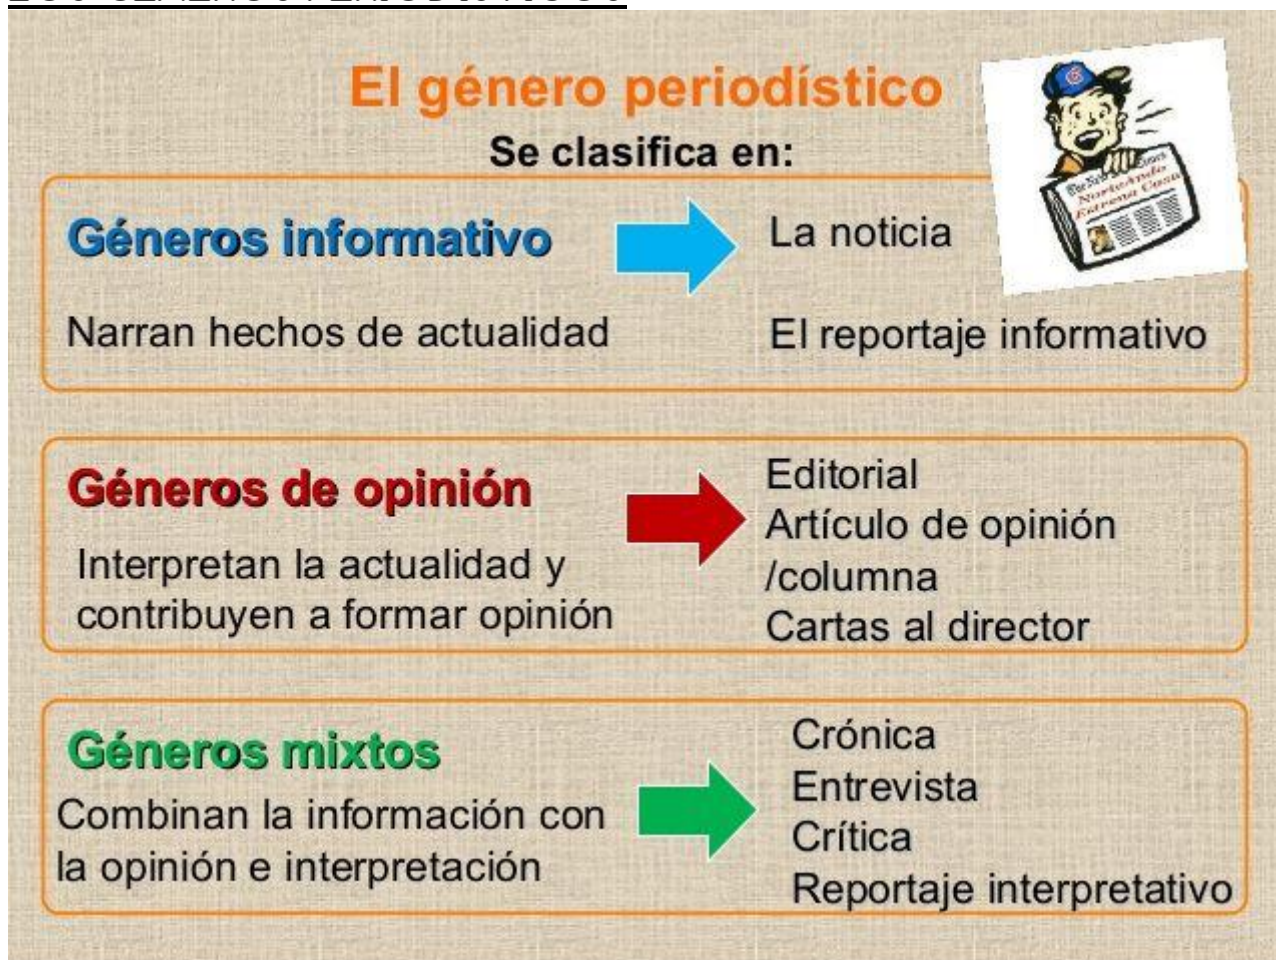 El género periodístico
Se clasifica en:
Géneros informativo
La noticia
Narran hechos de actualidad
El reportaje informativo
Géneros de opinión
Interpretan la actualidad y
contribuyen a formar opinión
Editorial
Artículo de opinión
/columna
Cartas al director
Géneros mixtos
Combinan la información con
la opinión e interpretación
Crónica
Entrevista
Crítica
Reportaje interpretativo